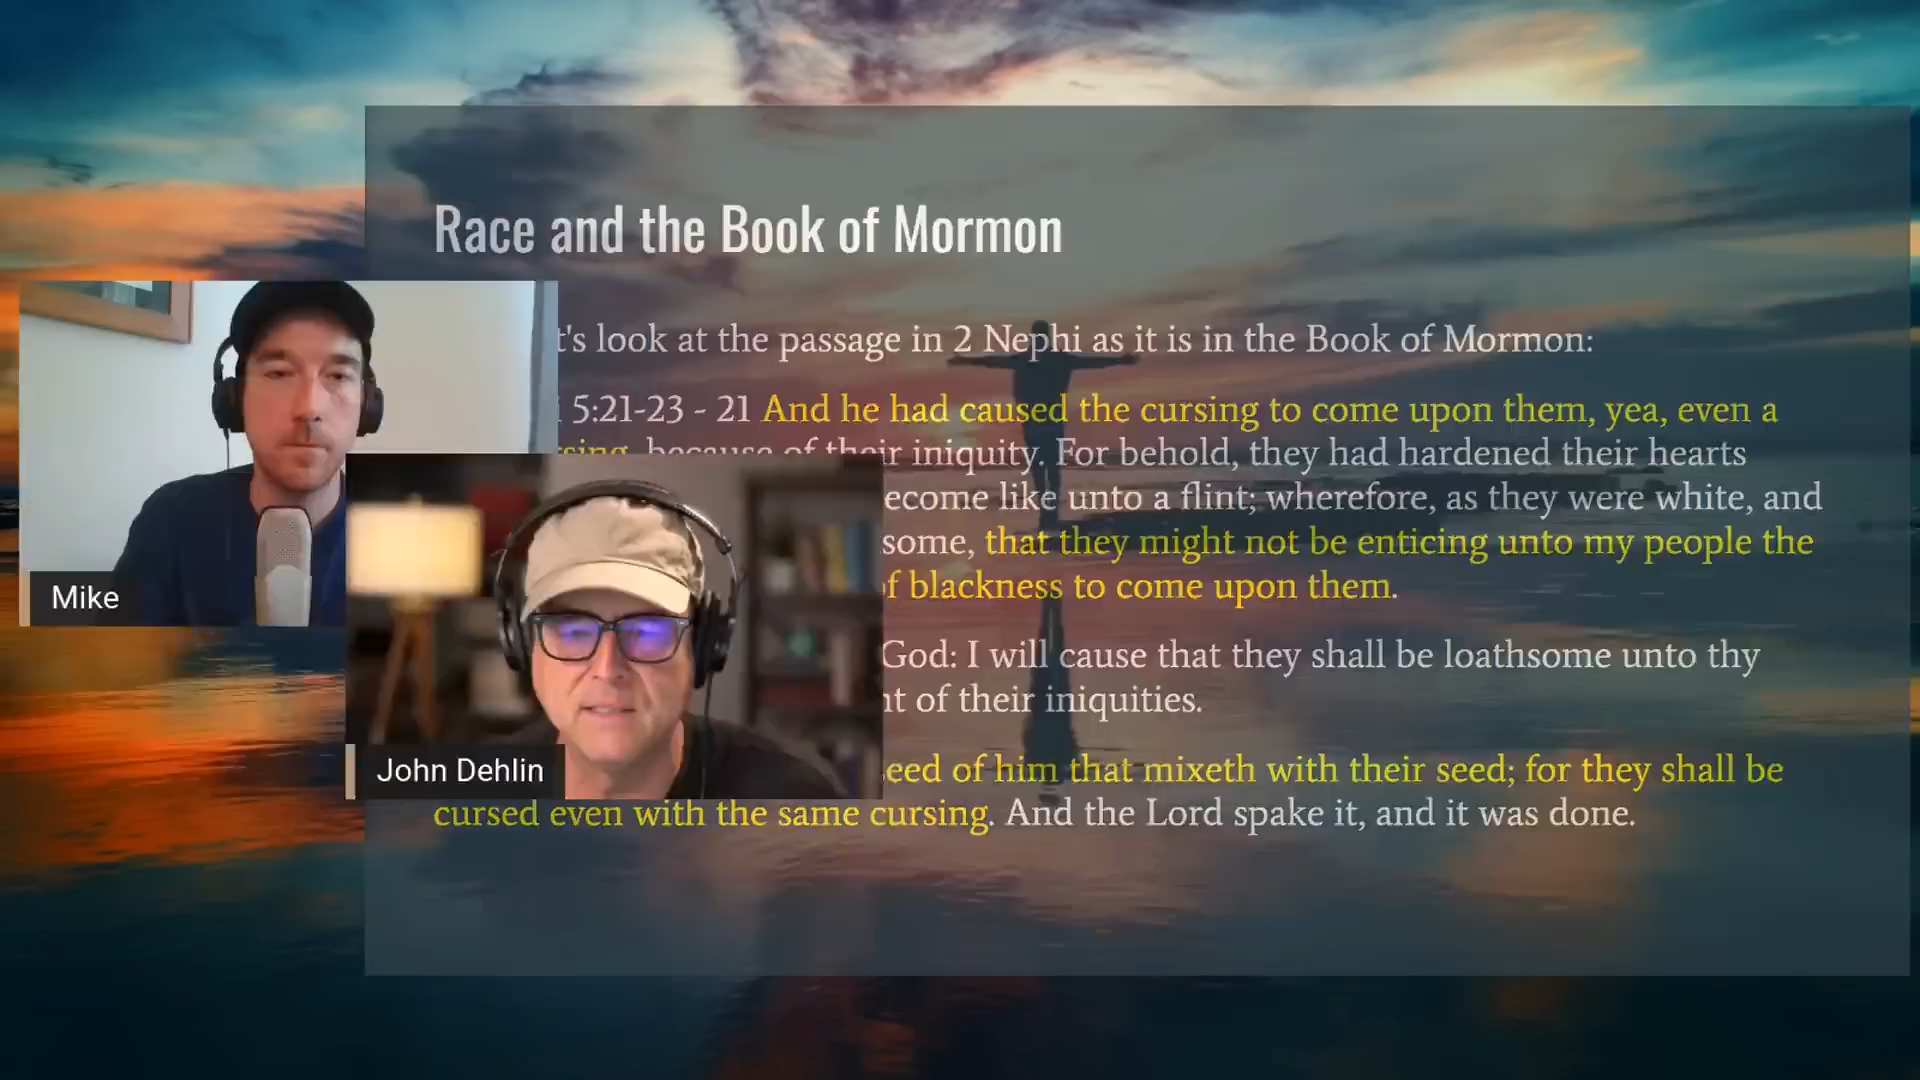 Race and the Book of Mormon
t's look at the passage in 2 Nephi as it is in the Book of Mormon:
5:21-23 - 21 And he had caused the cursing to come upon them, yea, even a
because of their iniquity. For behold, they had hardened their hearts
ecome like unto a flint; wherefore, as they were white, and
some, that they might not be enticing unto my people the
of blackness to come upon them.
God: I will cause that they shall be loathsome unto thy
nt of their iniquities.
eed of him that mixeth with their seed; for they shall be
cursed even with the same cursing. And the Lord spake it, and it was done.
Mike
John Dehlin